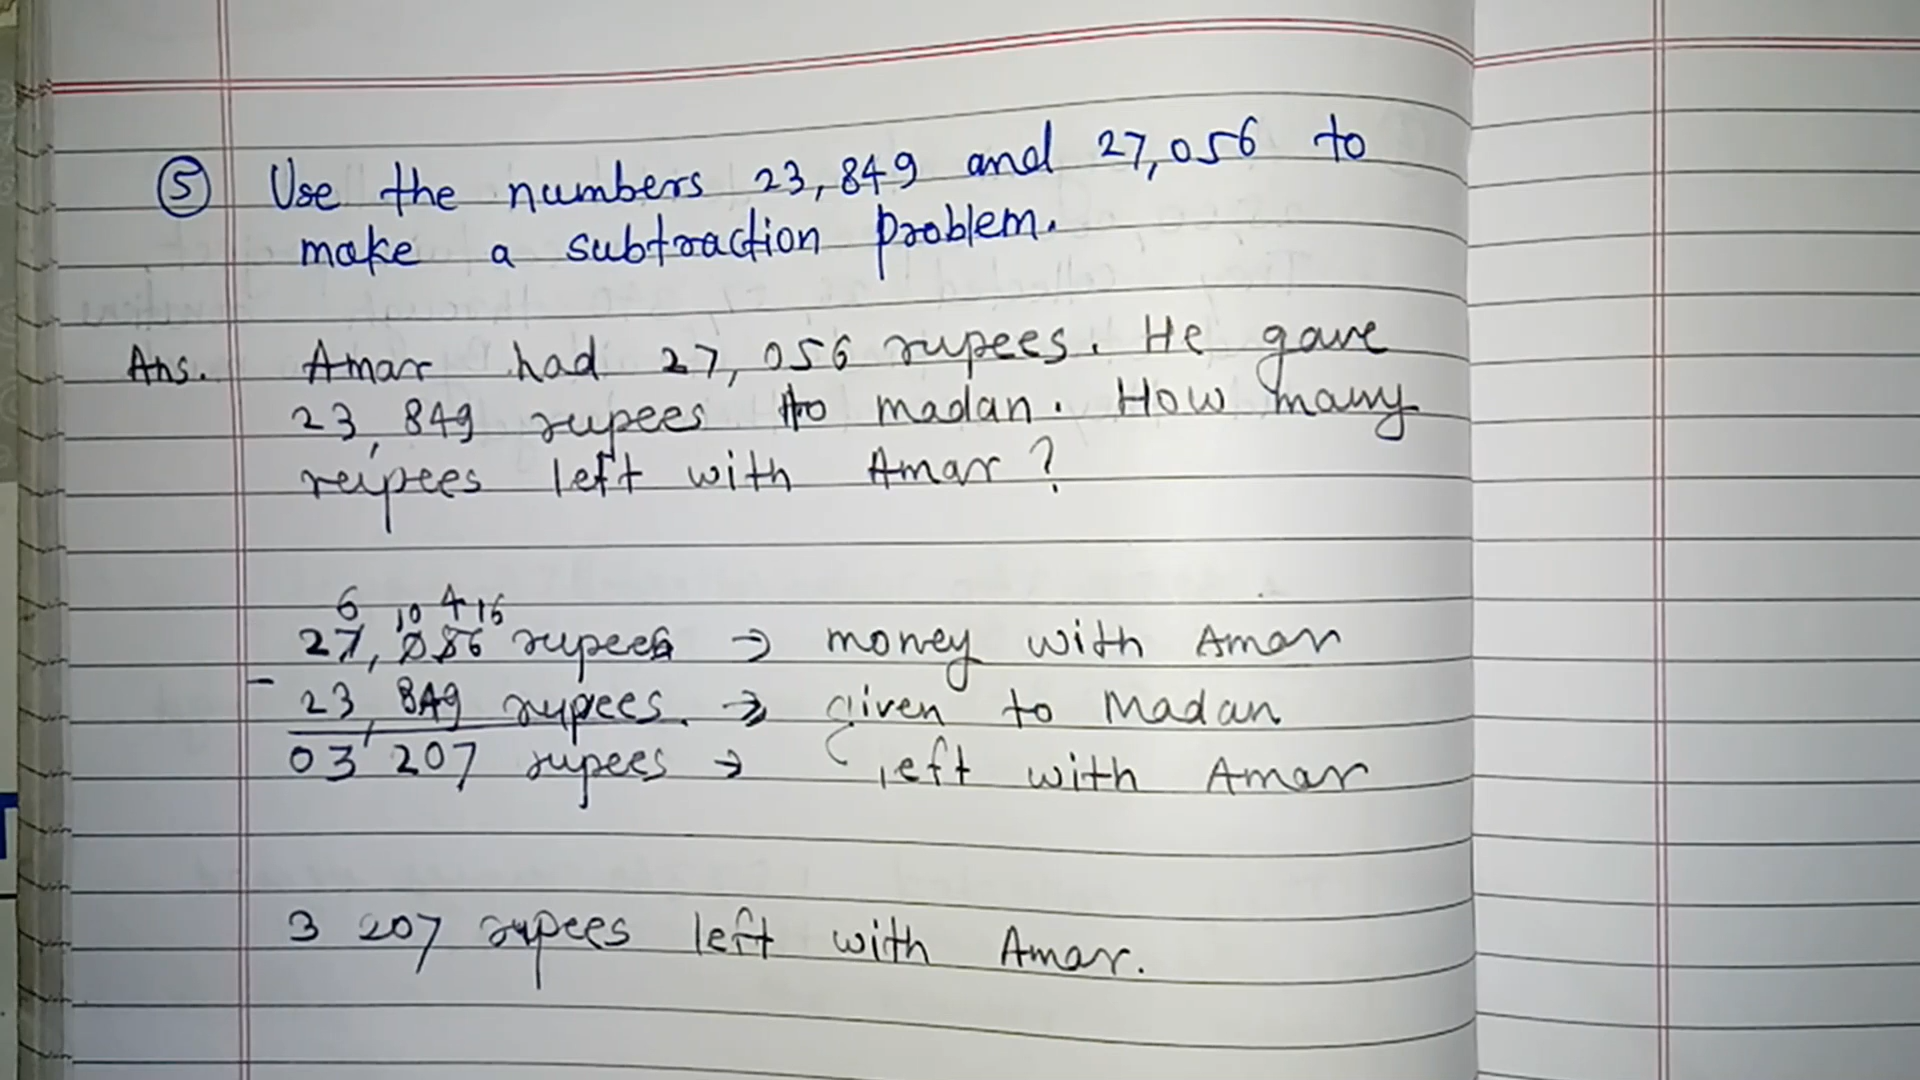 ⑤ Use the numbers 23,849 and 27,056 to
make a subtraction problem.
Ans. Amar had 27,056 rupees. He gave
23,849 rupees to madan. How many
rupees left with Amar?
6 10 4 16
27,056 rupees → money with Amar
- 23,849 rupees. → given to Madan
03,207 rupees → left with Amar
3 207 rupees left with Amar.